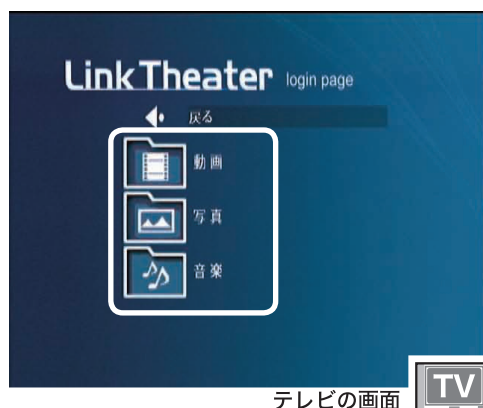 LinkTheater login page
戻る
動画
写真
音楽
テレビの画面 TV